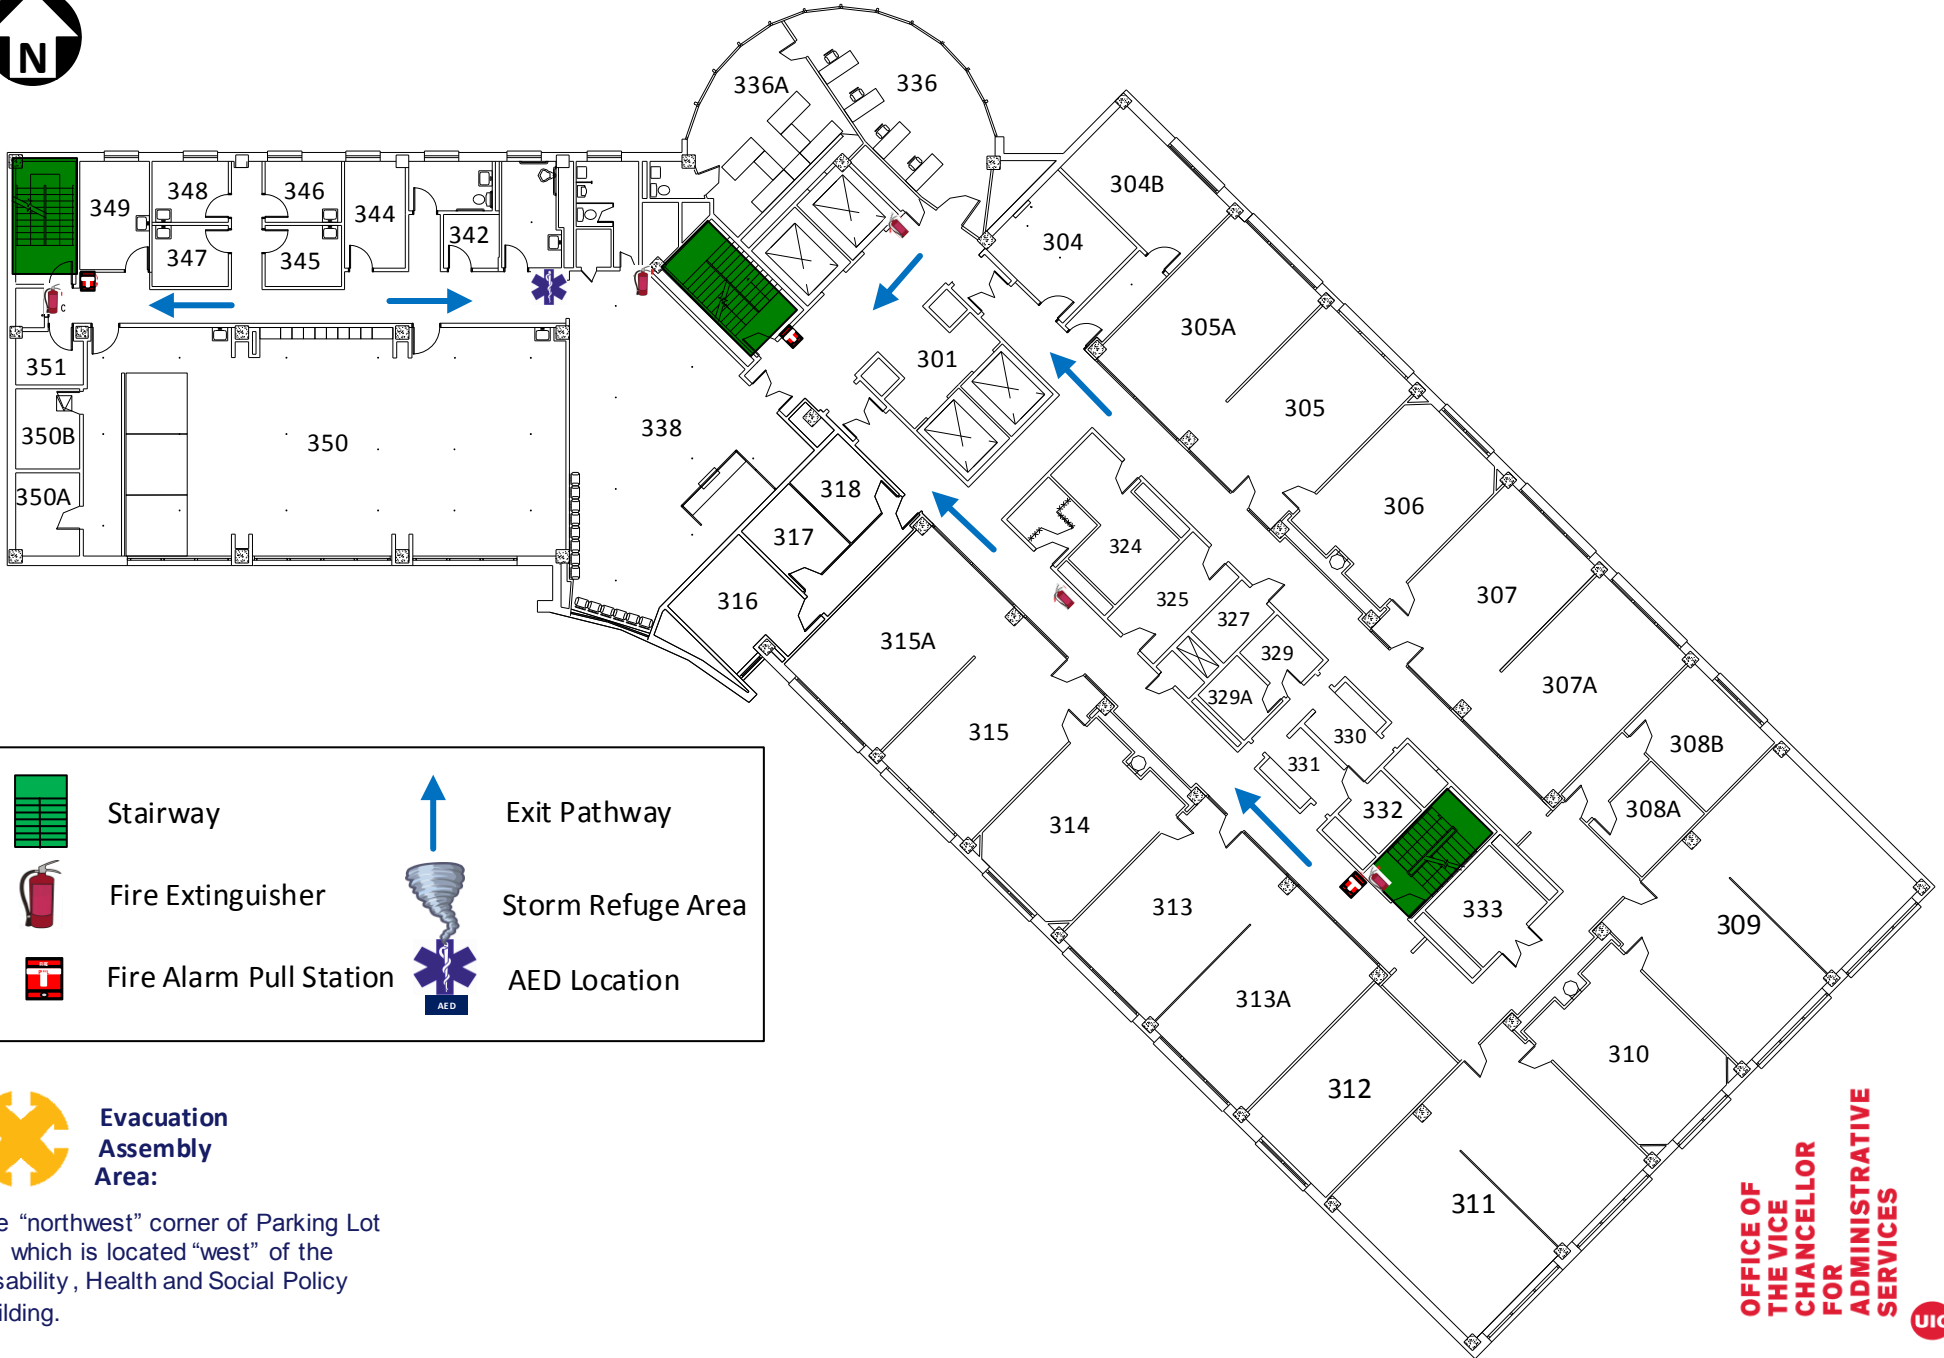 N
336A
336
304B
349
348
346
344
342
347
345
304
305A
301
351
350B
350
350A
338
318
317
316
305
306
324
325
327
329
329A
307
307A
315A
315
314
330
331
332
308B
308A
313
333
309
313A
312
310
311
Stairway
Exit Pathway
Fire Extinguisher
Storm Refuge Area
Fire Alarm Pull Station
AED Location
AED
Evacuation
Assembly
Area:
“northwest” corner of Parking Lot
which is located “west” of the
sability, Health and Social Policy
ilding.
OFFICE OF
THE VICE
CHANCELLOR
FOR
ADMINISTRATIVE
SERVICES
UIC